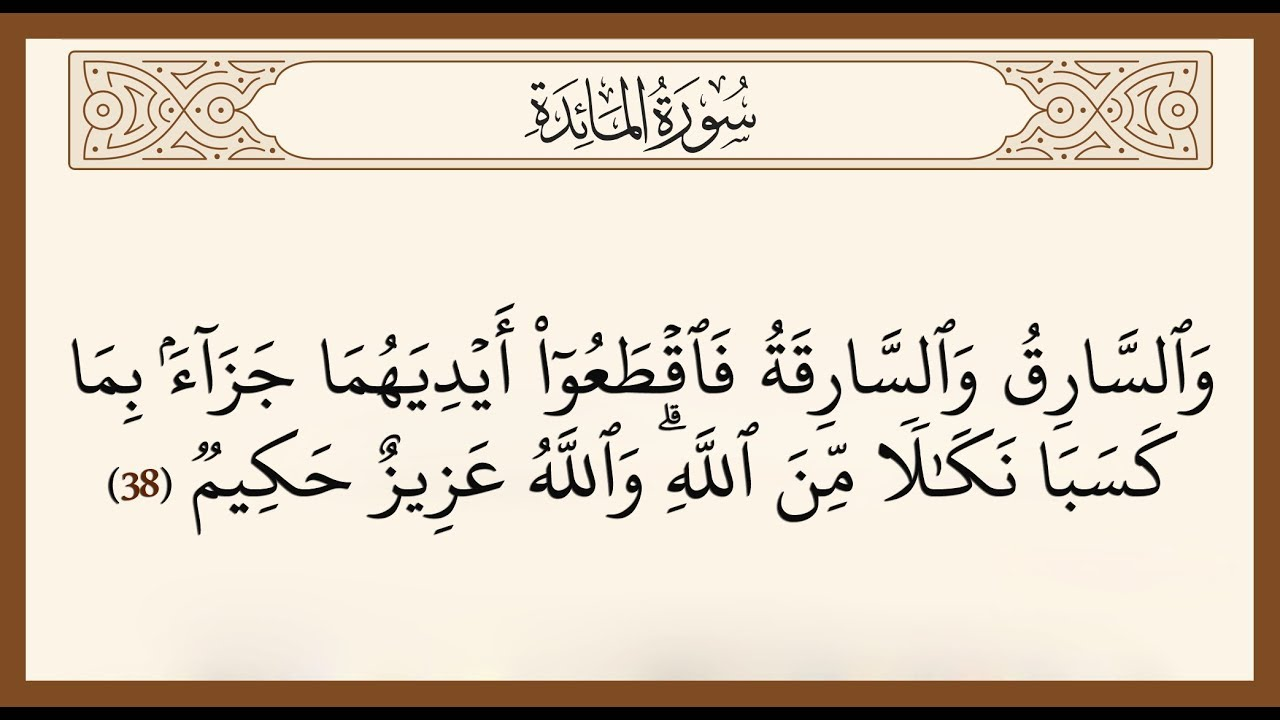 سُورَةُ المَائِدَةِ
وَٱلسَّارِقُ وَٱلسَّارِقَةُ فَٱقۡطَعُوٓاْ أَيۡدِيَهُمَا جَزَآءَۢ بِمَا
كَسَبَا نَكَٰلٗا مِّنَ ٱللَّهِۗ وَٱللَّهُ عَزِيزٌ حَكِيمٞ (38)